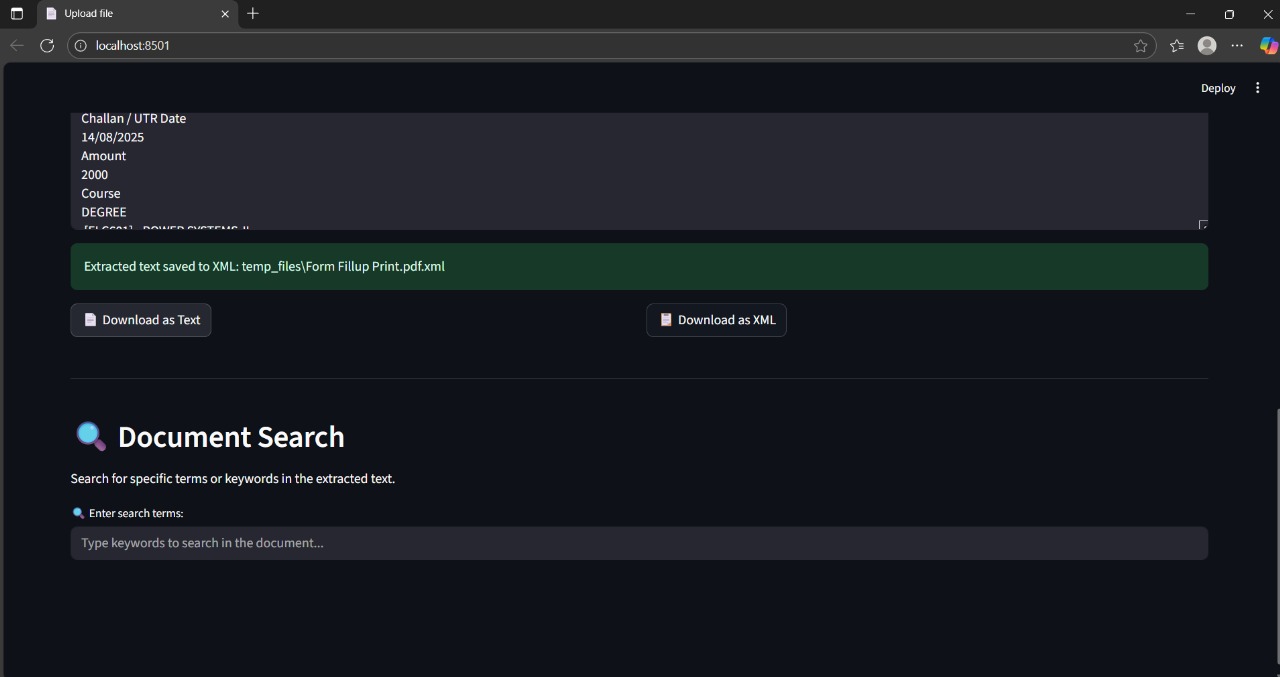 Upload file
localhost:8501
Deploy
Challan / UTR Date
14/08/2025
Amount
2000
Course
DEGREE
Extracted text saved to XML: temp_files\Form Fillup Print.pdf.xml
Download as Text
Download as XML
Document Search
Search for specific terms or keywords in the extracted text.
Enter search terms:
Type keywords to search in the document...